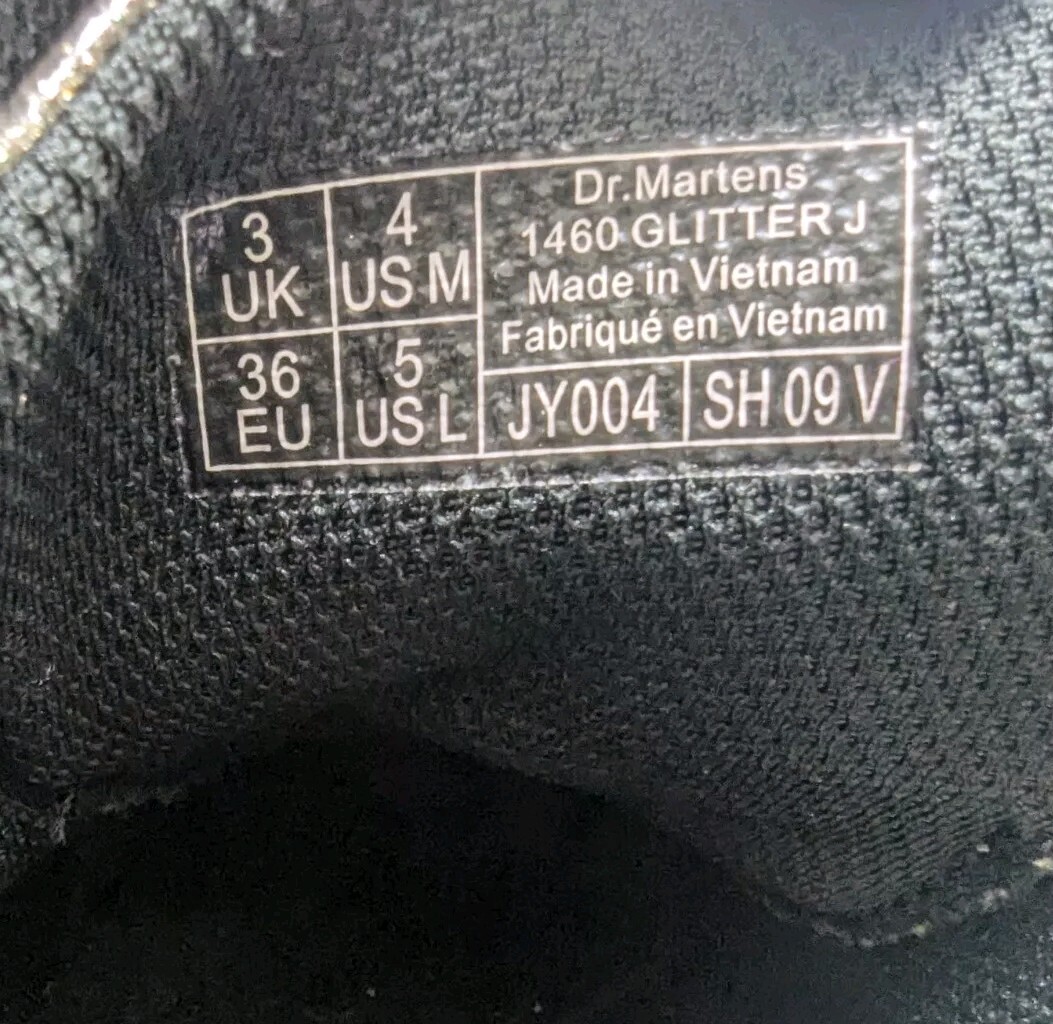 3
UK
4
US M
36
EU
5
US L
Dr.Martens
1460 GLITTER J
Made in Vietnam
Fabriqué en Vietnam
JY004
SH 09 V